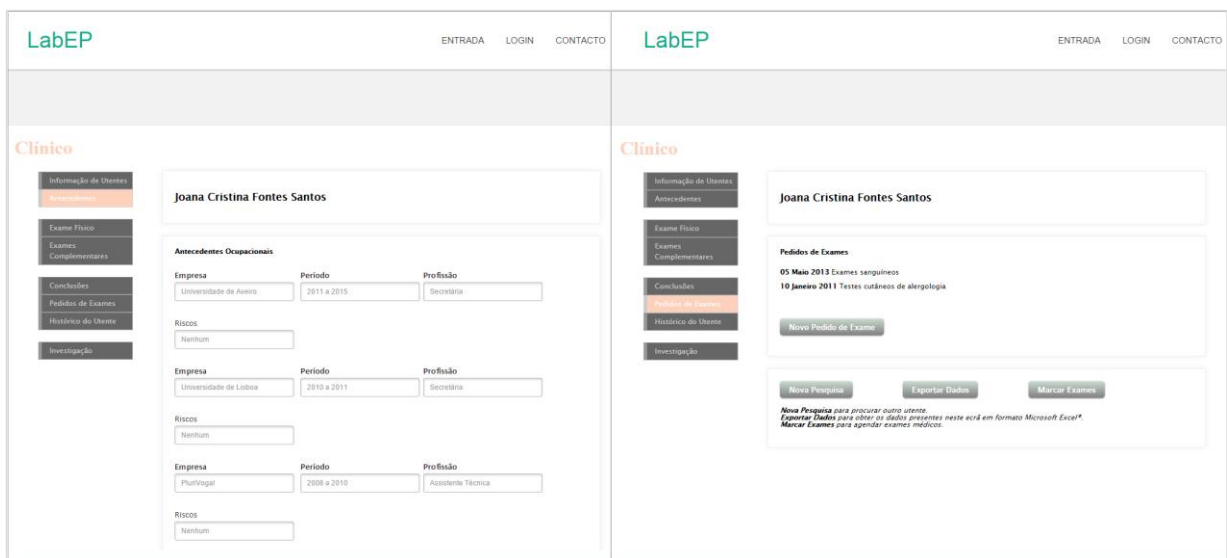 LabEP
ENTRADA LOGIN CONTACTO
Clínico
Informação de Utentes
Antecedentes
Exame Físico
Exames
Complementares
Conclusões
Pedidos de Exames
Histórico do Utente
Investigação
Joana Cristina Fontes Santos
Antecedentes Ocupacionais
Empresa Período Profissão
Universidade de Aveiro 2011 a 2015 Secretária
Riscos
Nenhum
Empresa Período Profissão
Universidade de Lisboa 2010 a 2011 Secretária
Riscos
Nenhum
Empresa Período Profissão
PluriVogal 2008 a 2010 Assistente Técnica
Riscos
Nenhum
LabEP
ENTRADA LOGIN CONTACTO
Clínico
Informação de Utentes
Antecedentes
Exame Físico
Exames
Complementares
Conclusões
Pedidos de Exames
Histórico do Utente
Investigação
Joana Cristina Fontes Santos
Pedidos de Exames
05 Maio 2013 Exames sanguíneos
10 Janeiro 2011 Testes cutâneos de alergologia
Novo Pedido de Exame
Nova Pesquisa Exportar Dados Marcar Exames
Nova Pesquisa para procurar outro utente.
Exportar Dados para obter os dados presentes neste ecrã em formato Microsoft Excel®.
Marcar Exames para agendar exames médicos.